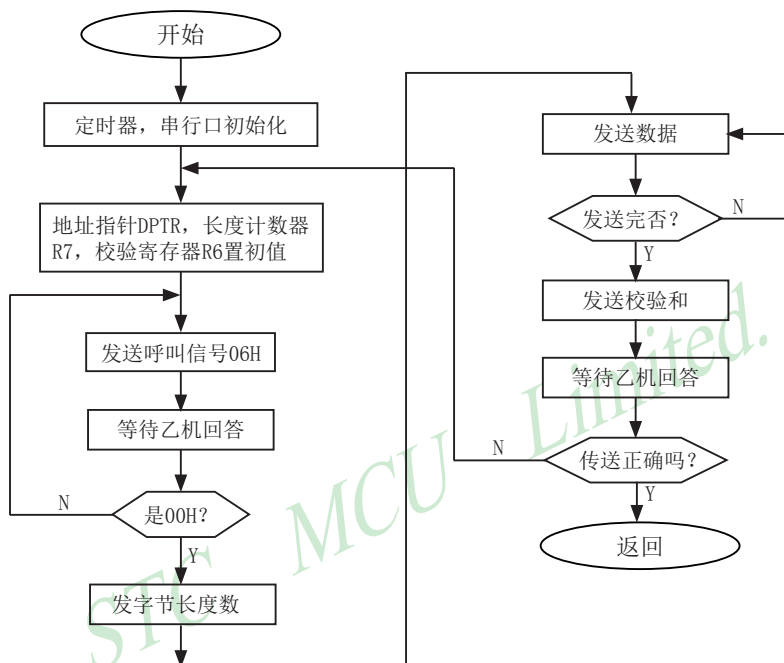 开始
定时器，串行口初始化
地址指针DPTR，长度计数器
R7，校验寄存器R6置初值
发送呼叫信号06H
等待乙机回答
是00H？
N
Y
发字节长度数
发送数据
发送完否？
N
Y
发送校验和
等待乙机回答
传送正确吗？
N
Y
返回
STC MCU Limited.